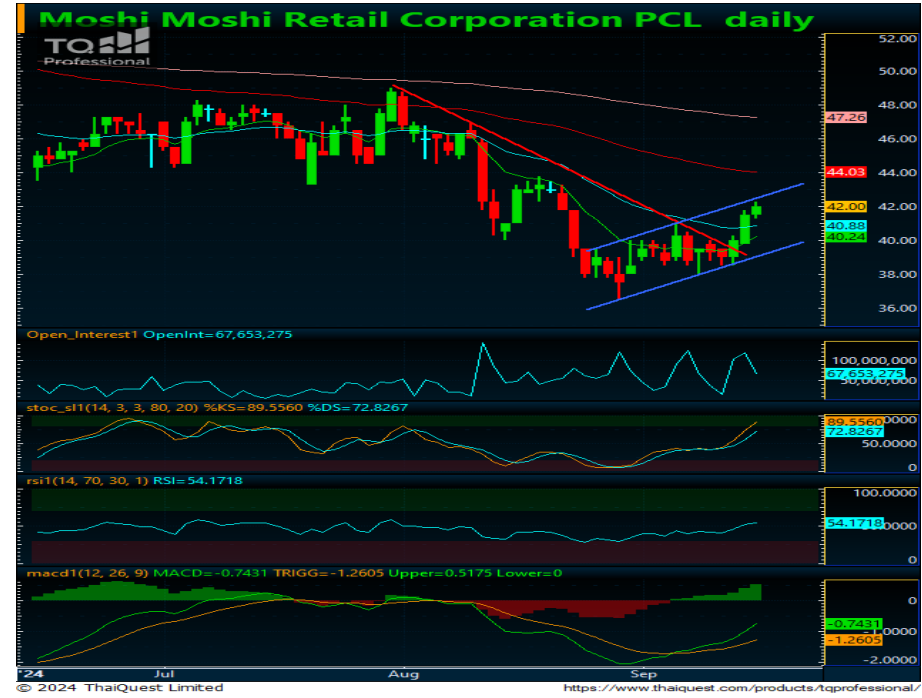 Moshi Moshi Retail Corporation PCL daily
TQ+
Professional
52.00
50.00
48.00
47.26
46.00
44.03
44.00
42.00
40.88
40.24
40.00
38.00
36.00
Open_Interest1 OpenInt=67,653,275
100,000,000
67,653,275
stoc_sl1(14, 3, 3, 80, 20) %KS=89.5560 %DS=72.8267
89.5560
72.8267
50.0000
0
rsi1(14, 70, 30, 1) RSI=54.1718
100.0000
54.1718
0
macd1(12, 26, 9) MACD=-0.7431 TRIGG=-1.2605 Upper=0.5175 Lower=0
0
-0.7431
-1.2605
-2.0000
'24 Jul Aug Sep
© 2024 ThaiQuest Limited https://www.thaiquest.com/products/tqprofessional/